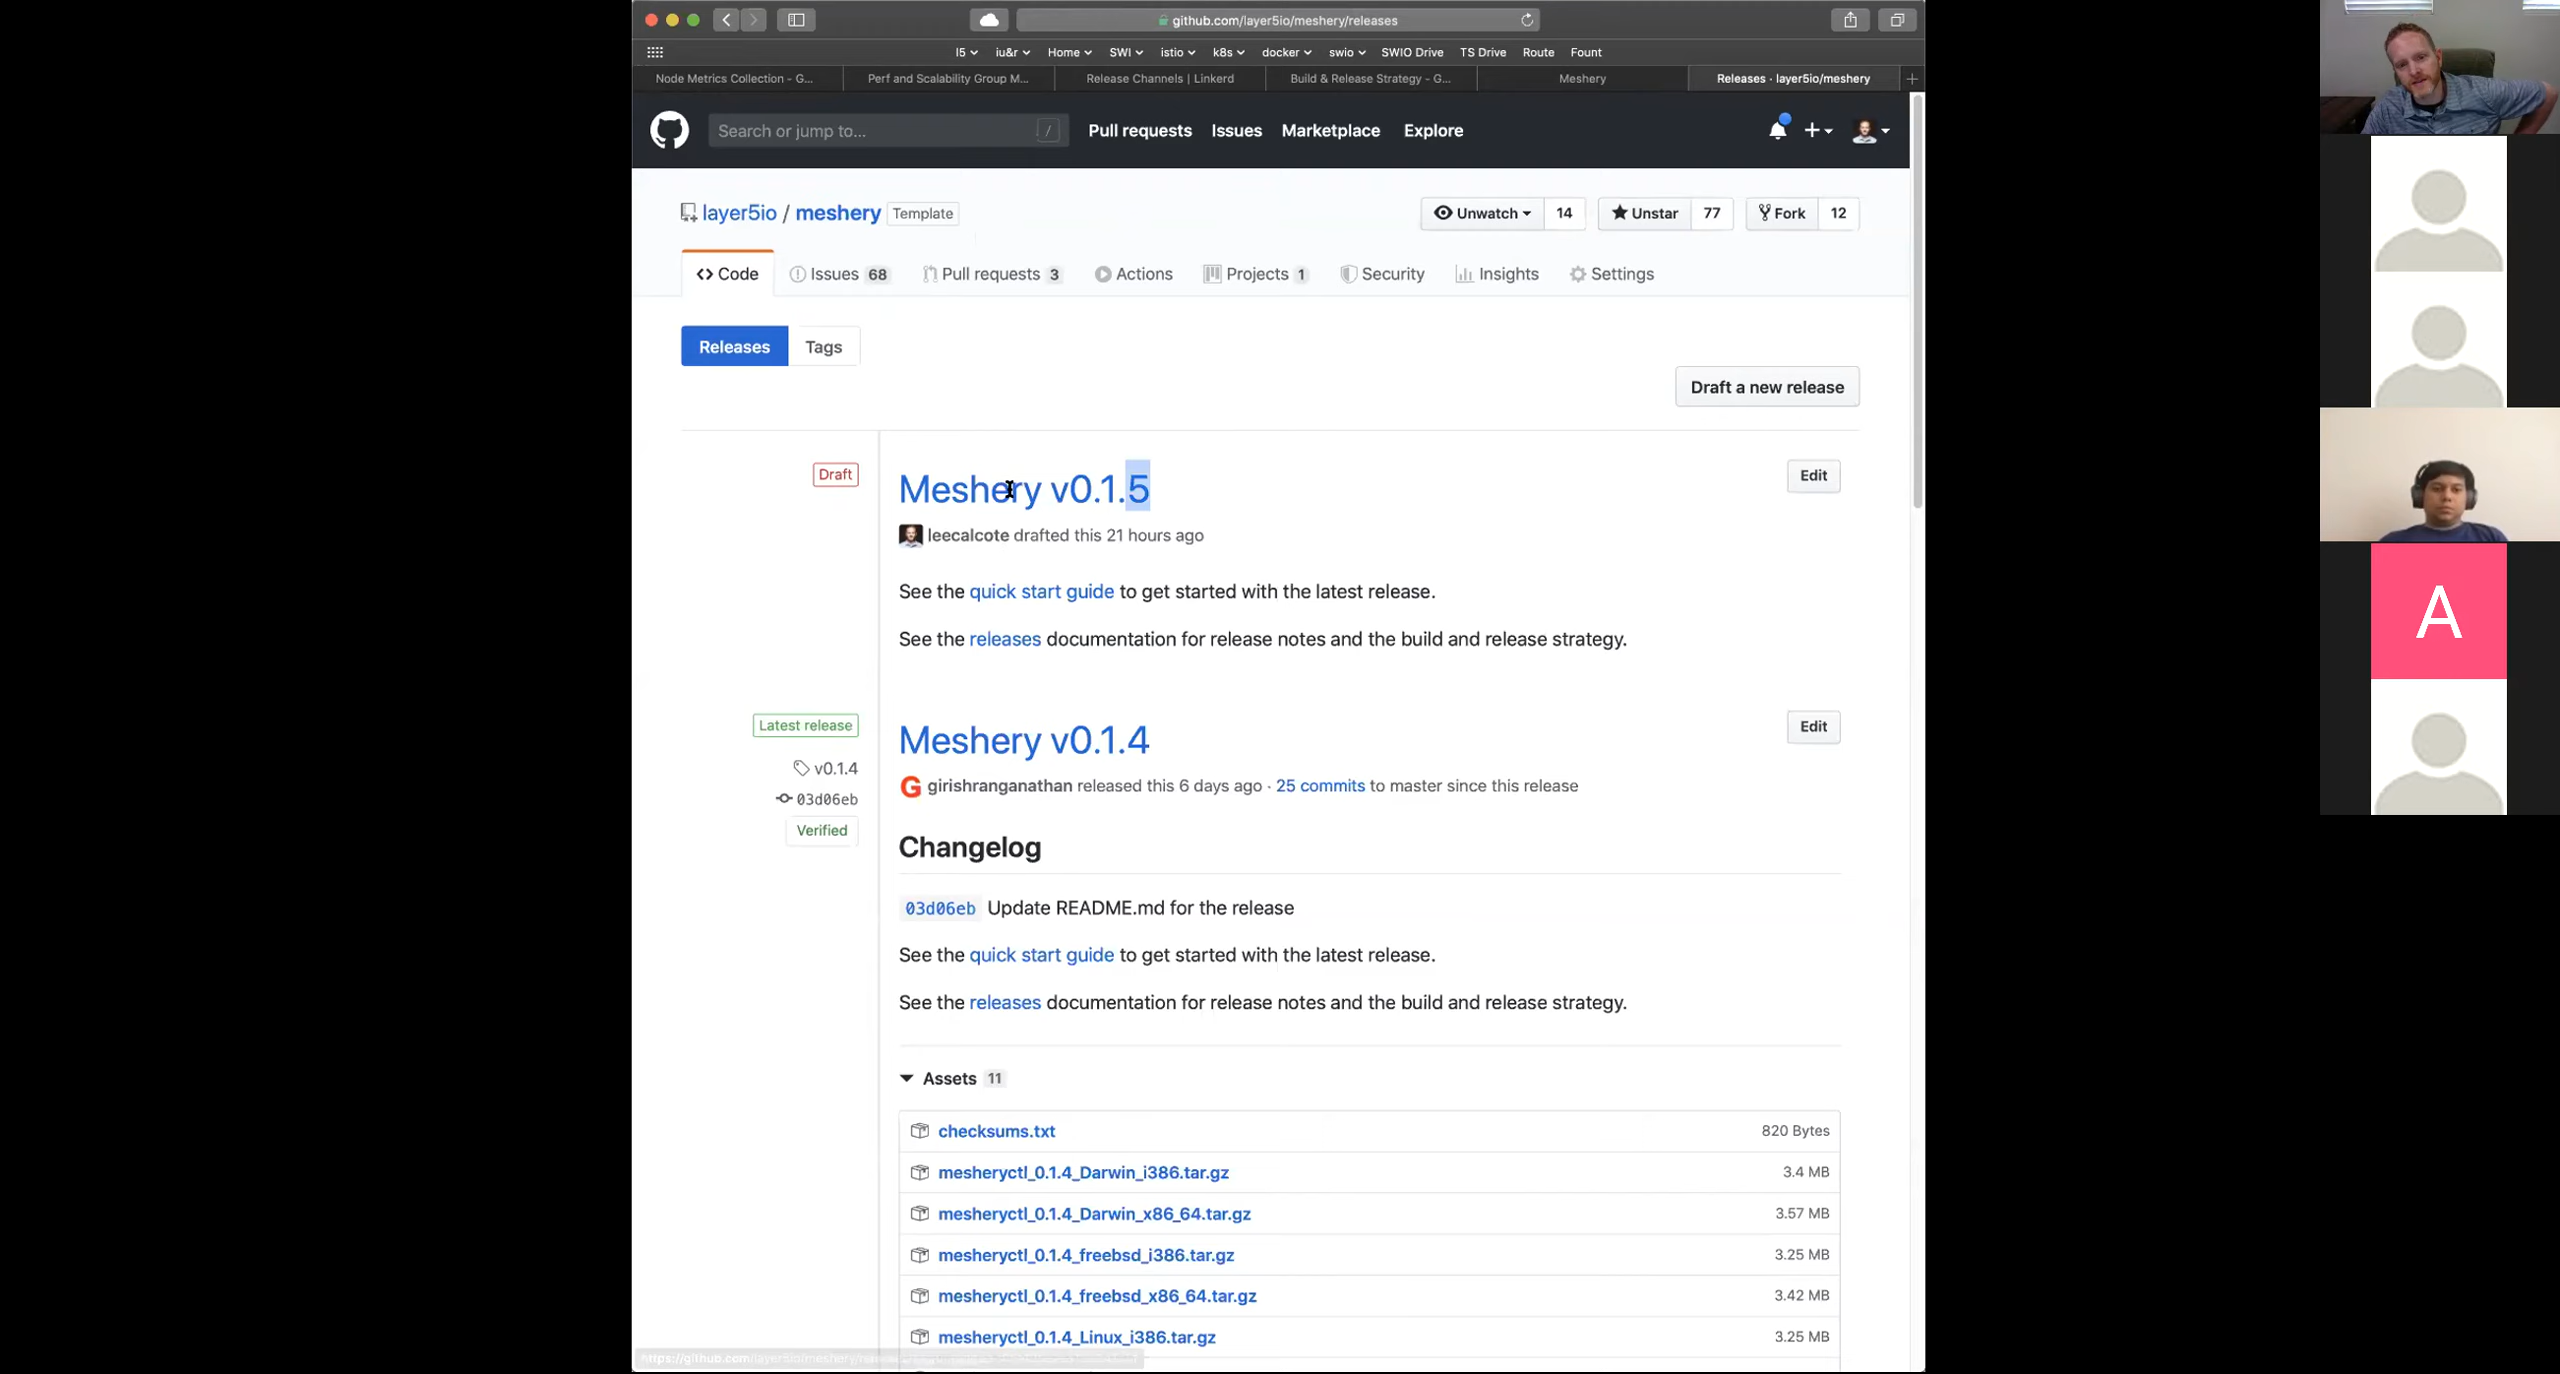 github.com/layer5io/meshery/releases
l5 iu&r Home SWI istio k8s docker swio SWIO Drive TS Drive Route Fount
Node Metrics Collection - G... Perf and Scalability Group M... Release Channels | Linkerd Build & Release Strategy - G... Meshery Releases · layer5io/meshery
Search or jump to... / Pull requests Issues Marketplace Explore
layer5io / meshery Template Unwatch 14 Unstar 77 Fork 12
Code Issues 68 Pull requests 3 Actions Projects 1 Security Insights Settings
Releases Tags
Draft a new release
Draft Meshery v0.1.5 Edit
leecalcote drafted this 21 hours ago
See the quick start guide to get started with the latest release.
See the releases documentation for release notes and the build and release strategy.
A
Latest release Meshery v0.1.4 Edit
v0.1.4
girishranganathan released this 6 days ago · 25 commits to master since this release
03d06eb
Verified
Changelog
03d06eb Update README.md for the release
See the quick start guide to get started with the latest release.
See the releases documentation for release notes and the build and release strategy.
Assets 11
checksums.txt 820 Bytes
mesheryctl_0.1.4_Darwin_i386.tar.gz 3.4 MB
mesheryctl_0.1.4_Darwin_x86_64.tar.gz 3.57 MB
mesheryctl_0.1.4_freebsd_i386.tar.gz 3.25 MB
mesheryctl_0.1.4_freebsd_x86_64.tar.gz 3.42 MB
mesheryctl_0.1.4_Linux_i386.tar.gz 3.25 MB